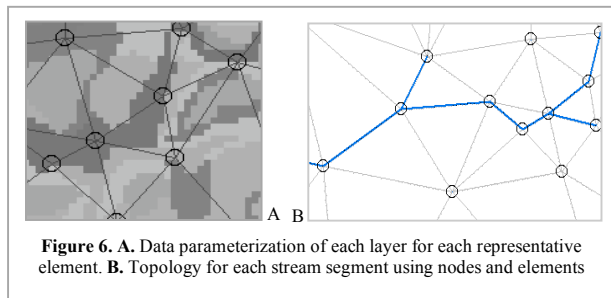 A B
Figure 6. A. Data parameterization of each layer for each representative
element. B. Topology for each stream segment using nodes and elements